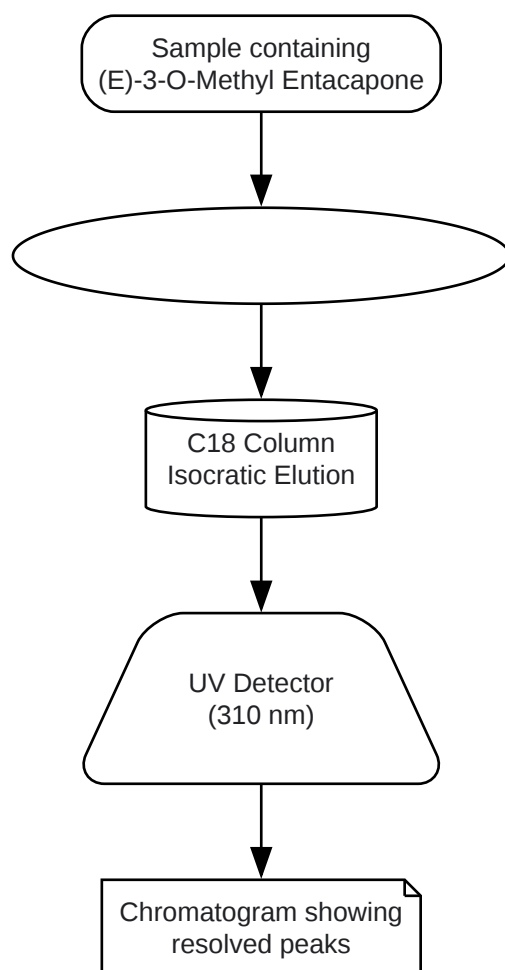 Sample containing
(E)-3-O-Methyl Entacapone
C18 Column
Isocratic Elution
UV Detector
(310 nm)
Chromatogram showing
resolved peaks